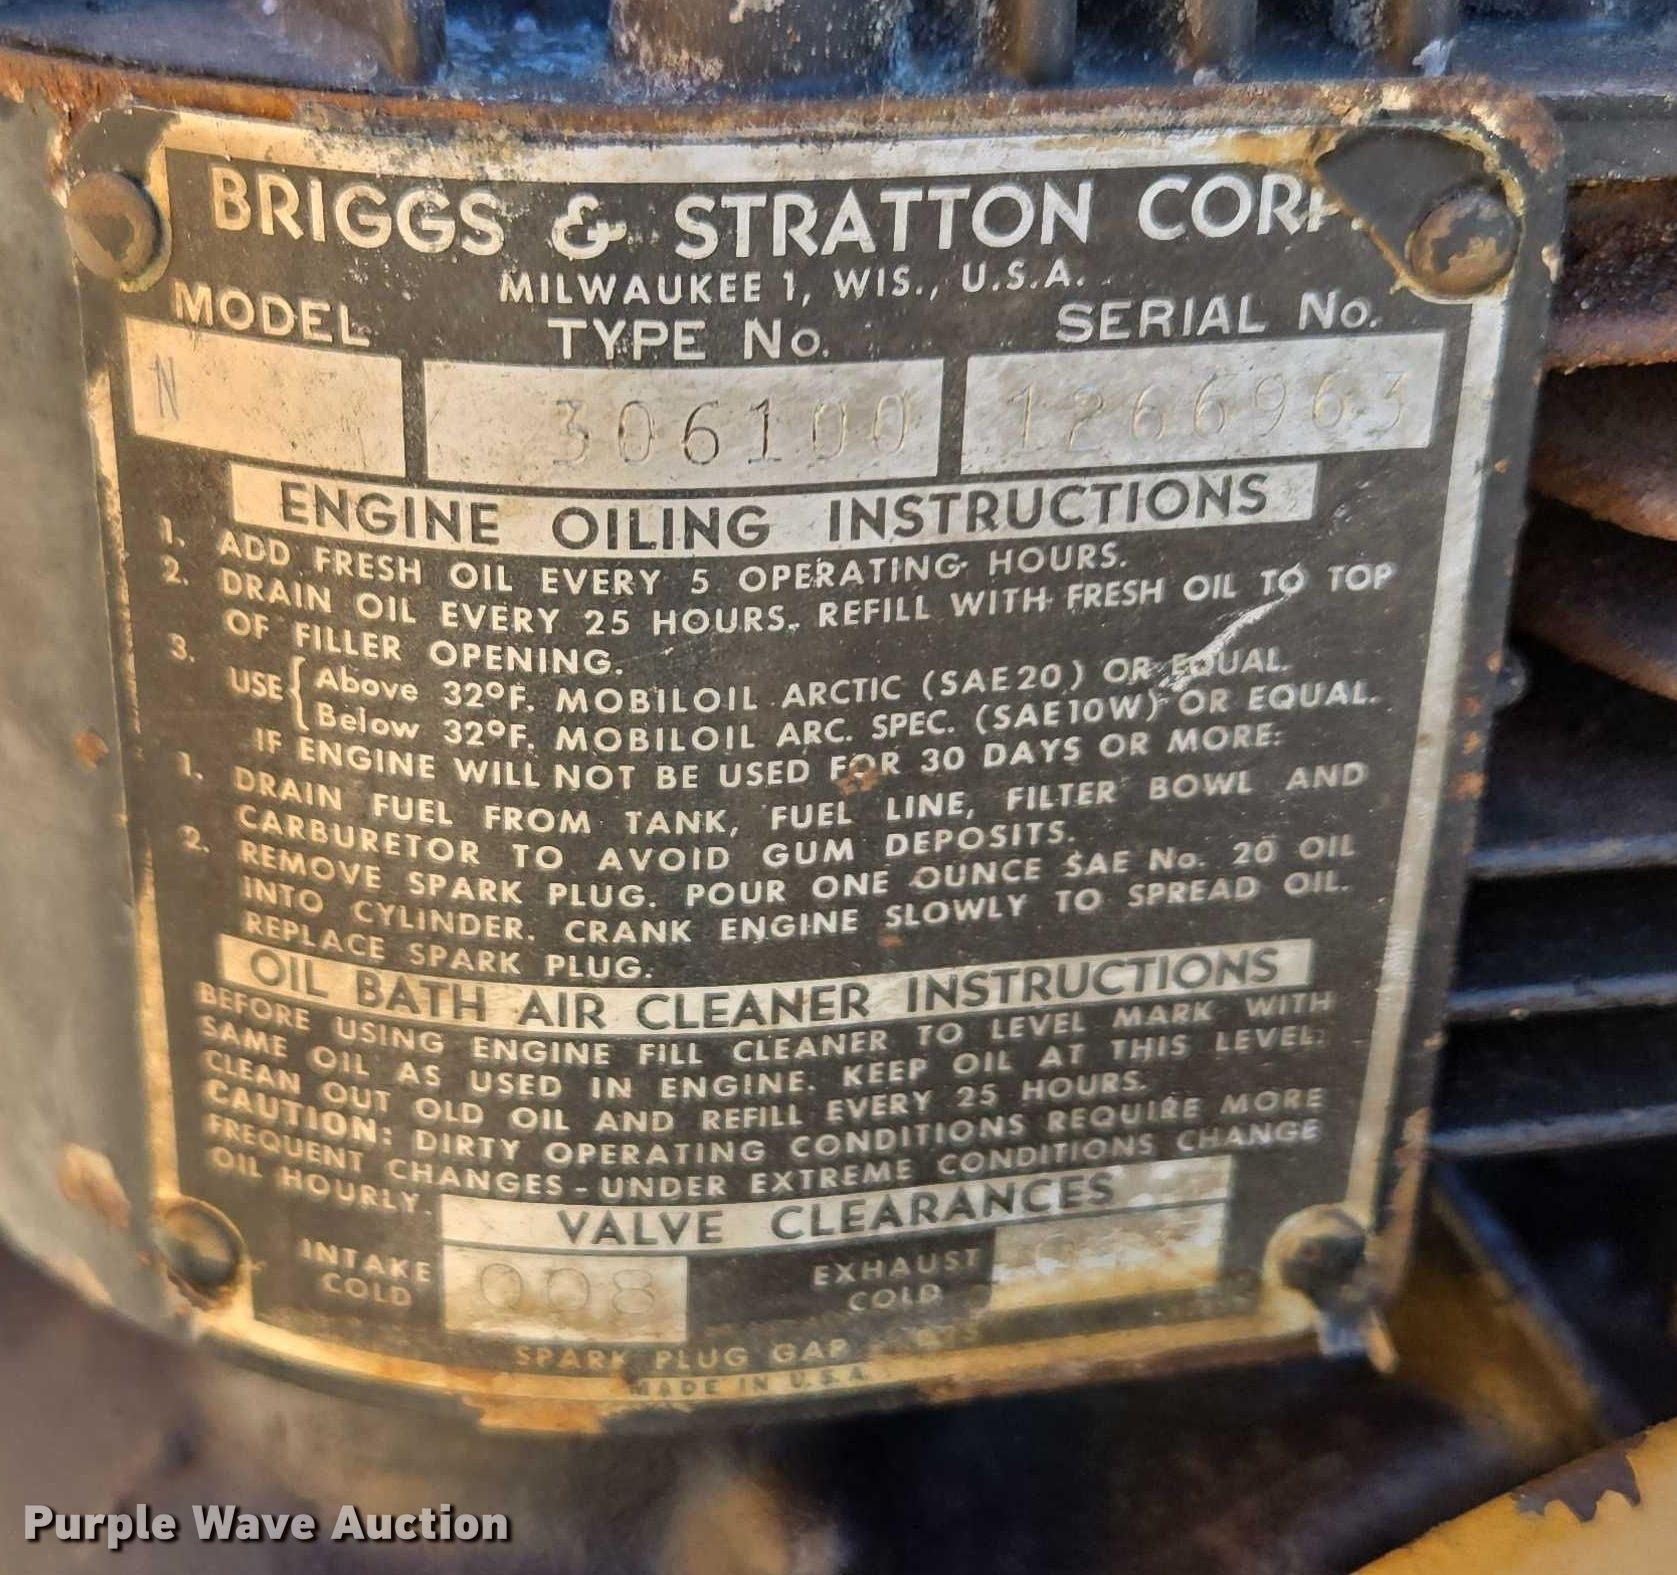 BRIGGS & STRATTON CORP.
MILWAUKEE 1, WIS., U.S.A.
MODEL TYPE No. SERIAL No.
N 306100 1266963
ENGINE OILING INSTRUCTIONS
1. ADD FRESH OIL EVERY 5 OPERATING HOURS.
2. DRAIN OIL EVERY 25 HOURS. REFILL WITH FRESH OIL TO TOP
OF FILLER OPENING.
3. USE { Above 32°F. MOBILOIL ARCTIC (SAE20) OR EQUAL.
Below 32°F. MOBILOIL ARC. SPEC. (SAE10W) OR EQUAL.
IF ENGINE WILL NOT BE USED FOR 30 DAYS OR MORE:
1. DRAIN FUEL FROM TANK, FUEL LINE, FILTER BOWL AND
CARBURETOR TO AVOID GUM DEPOSITS.
2. REMOVE SPARK PLUG. POUR ONE OUNCE SAE No. 20 OIL
INTO CYLINDER. CRANK ENGINE SLOWLY TO SPREAD OIL.
REPLACE SPARK PLUG.
OIL BATH AIR CLEANER INSTRUCTIONS
BEFORE USING ENGINE FILL CLEANER TO LEVEL MARK WITH
SAME OIL AS USED IN ENGINE. KEEP OIL AT THIS LEVEL.
CLEAN OUT OLD OIL AND REFILL EVERY 25 HOURS.
CAUTION: DIRTY OPERATING CONDITIONS REQUIRE MORE
FREQUENT CHANGES - UNDER EXTREME CONDITIONS CHANGE
OIL HOURLY.
VALVE CLEARANCES
INTAKE COLD 008 EXHAUST COLD
SPARK PLUG GAP
MADE IN U.S.A.
Purple Wave Auction